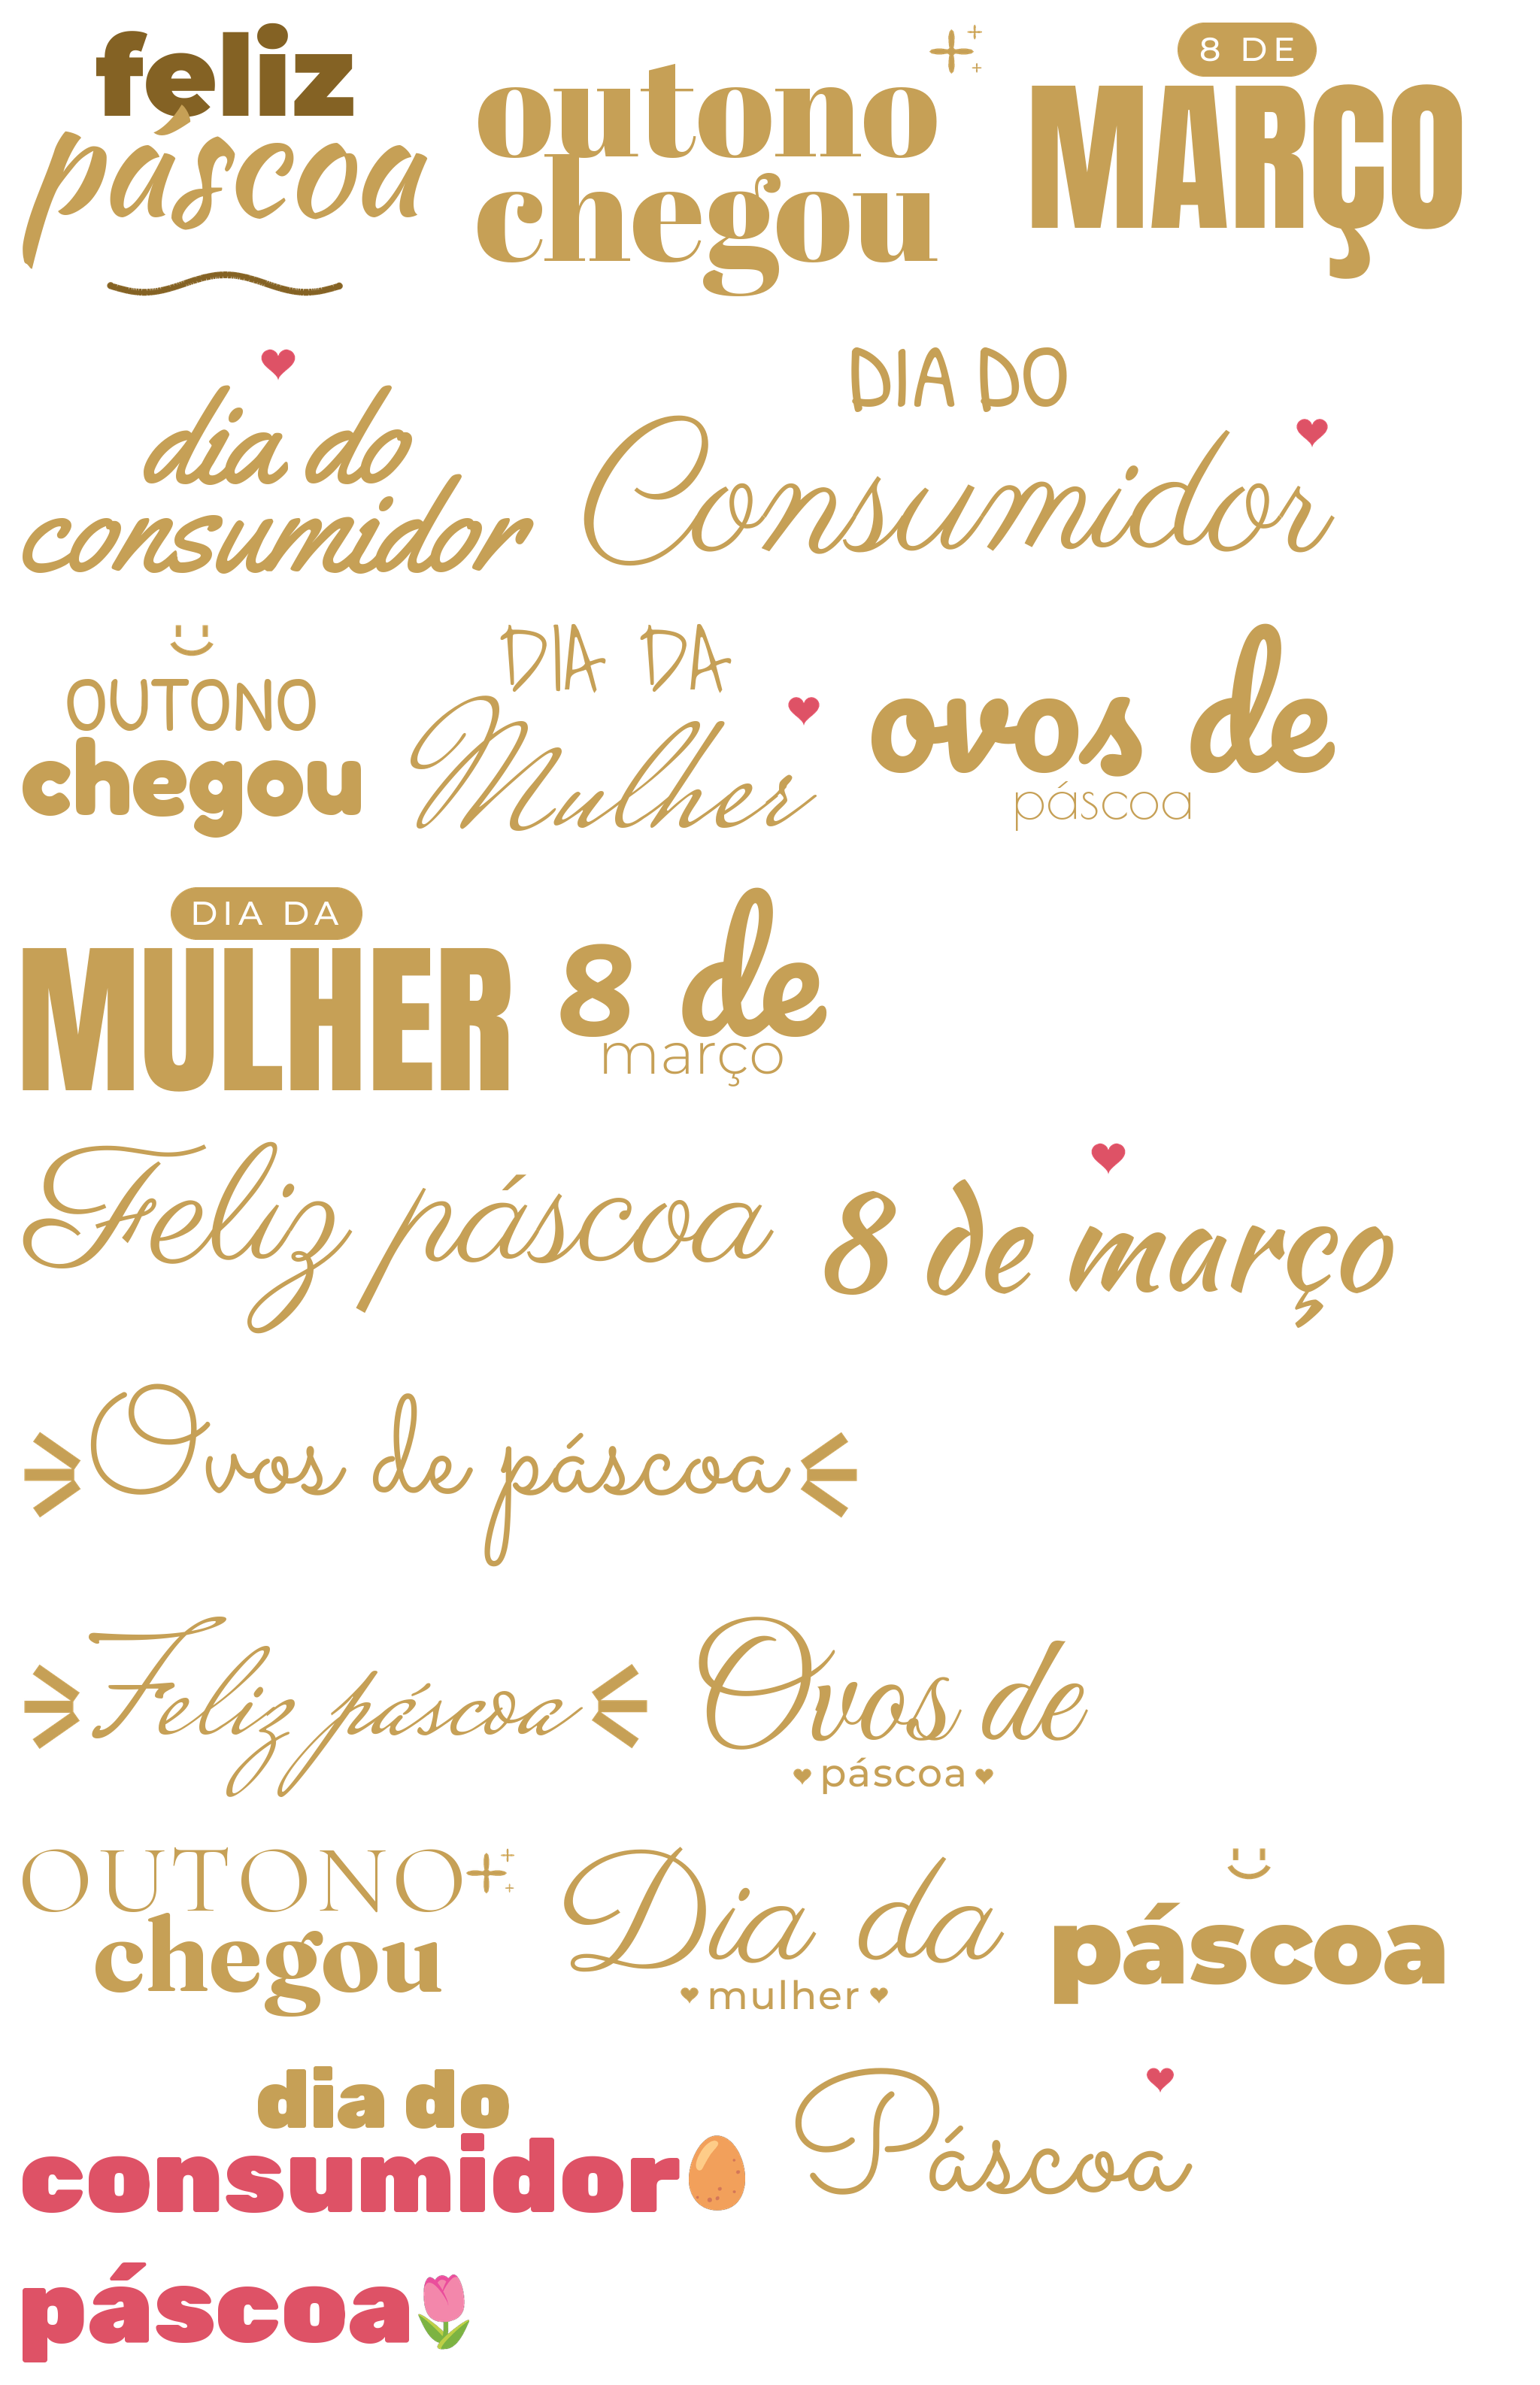 feliz
páscoa
outono
chegou
8 DE
MARÇO
dia do
consumidor
DIA DO
Consumidor
OUTONO
chegou
DIA DA
Mulher
ovos de
páscoa
DIA DA
MULHER
8 de
março
Feliz páscoa
8 de março
Ovos de páscoa
Feliz páscoa
Ovos de
páscoa
OUTONO
chegou
Dia da
mulher
páscoa
dia do
consumidor
Páscoa
páscoa